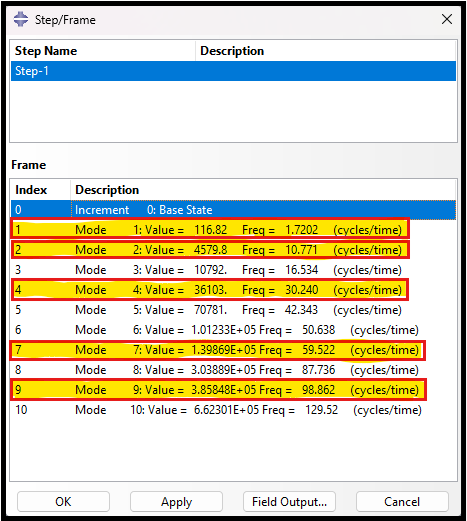 Step/Frame
Step Name Description
Step-1
Frame
Index Description
0 Increment 0: Base State
1 Mode 1: Value = 116.82 Freq = 1.7202 (cycles/time)
2 Mode 2: Value = 4579.8 Freq = 10.771 (cycles/time)
3 Mode 3: Value = 10792. Freq = 16.534 (cycles/time)
4 Mode 4: Value = 36103. Freq = 30.240 (cycles/time)
5 Mode 5: Value = 70781. Freq = 42.343 (cycles/time)
6 Mode 6: Value = 1.01233E+05 Freq = 50.638 (cycles/time)
7 Mode 7: Value = 1.39869E+05 Freq = 59.522 (cycles/time)
8 Mode 8: Value = 3.03889E+05 Freq = 87.736 (cycles/time)
9 Mode 9: Value = 3.85848E+05 Freq = 98.862 (cycles/time)
10 Mode 10: Value = 6.62301E+05 Freq = 129.52 (cycles/time)
OK Apply Field Output... Cancel